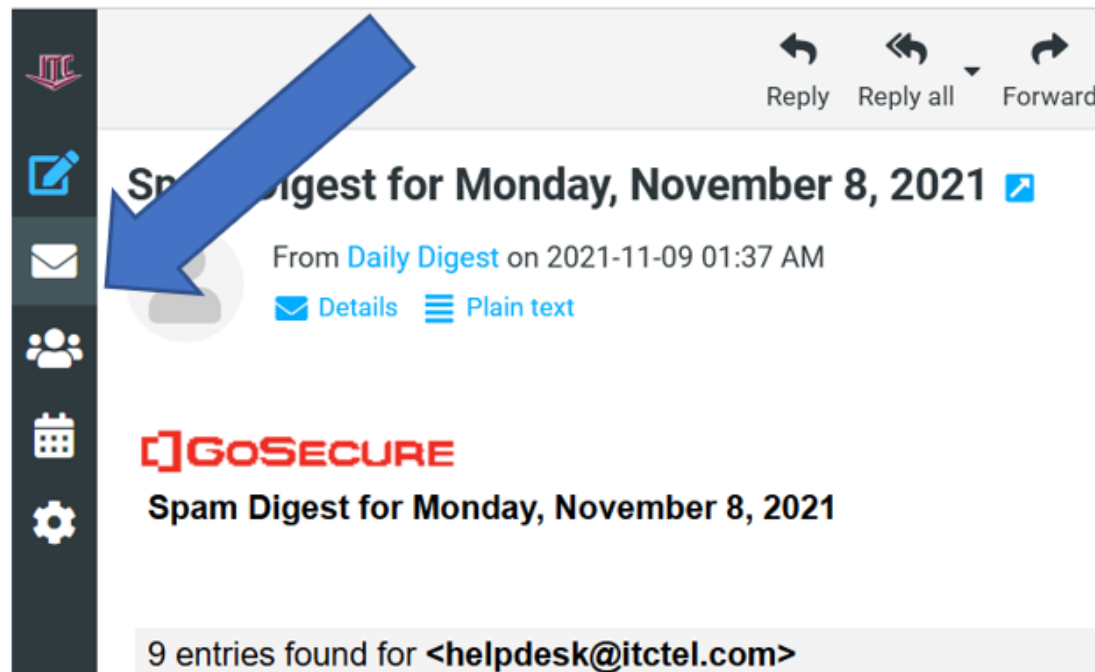 ITC
Reply Reply all Forward
Digest for Monday, November 8, 2021
From Daily Digest on 2021-11-09 01:37 AM
Details Plain text
GOSECURE
Spam Digest for Monday, November 8, 2021
9 entries found for <helpdesk@itctel.com>